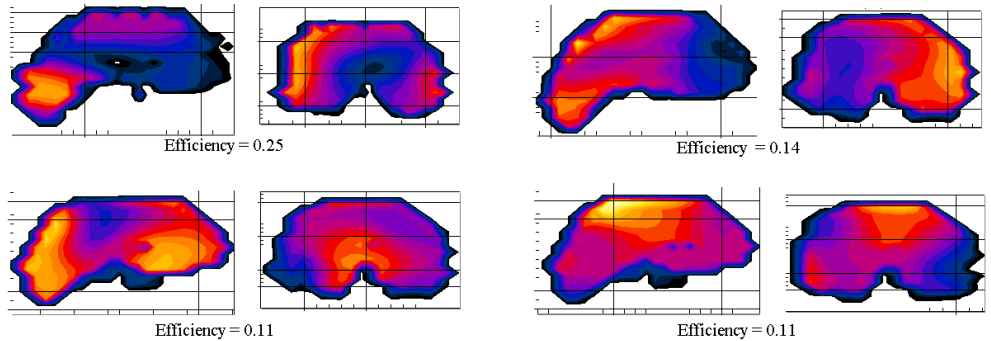 Efficiency = 0.25
Efficiency = 0.14
Efficiency = 0.11
Efficiency = 0.11